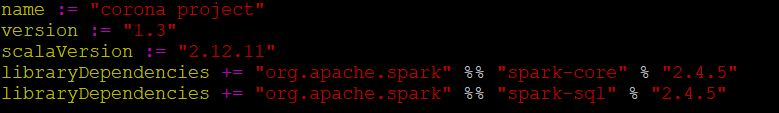 name := "corona project"
version := "1.3"
scalaVersion := "2.12.11"
libraryDependencies += "org.apache.spark" %% "spark-core" % "2.4.5"
libraryDependencies += "org.apache.spark" %% "spark-sql" % "2.4.5"